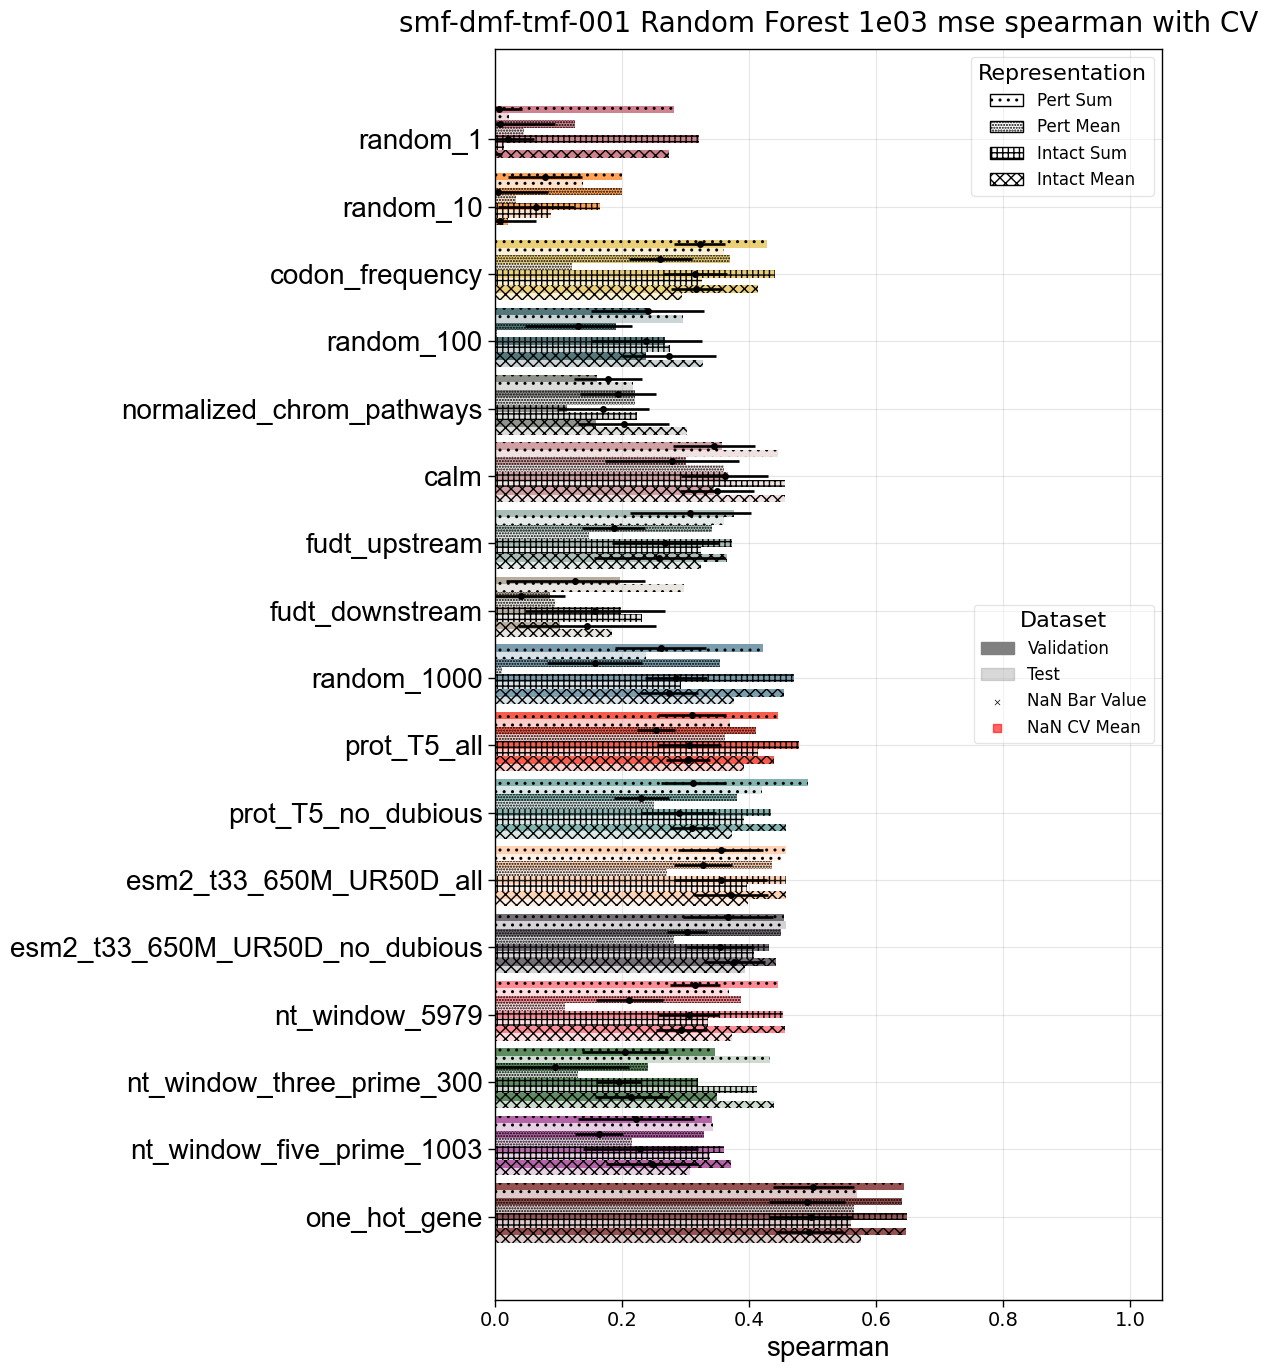 smf-dmf-tmf-001 Random Forest 1e03 mse spearman with CV
Representation
Pert Sum
Pert Mean
Intact Sum
Intact Mean
random_1
random_10
codon_frequency
random_100
normalized_chrom_pathways
calm
fudt_upstream
fudt_downstream
Dataset
Validation
Test
NaN Bar Value
NaN CV Mean
random_1000
prot_T5_all
prot_T5_no_dubious
esm2_t33_650M_UR50D_all
esm2_t33_650M_UR50D_no_dubious
nt_window_5979
nt_window_three_prime_300
nt_window_five_prime_1003
one_hot_gene
0.0 0.2 0.4 0.6 0.8 1.0
spearman